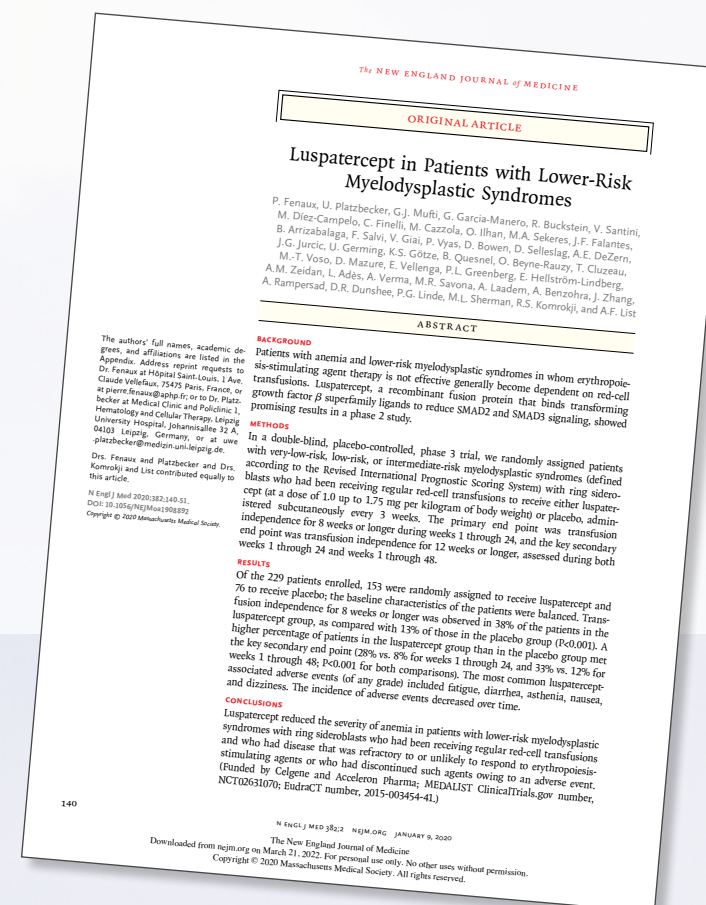 The NEW ENGLAND JOURNAL of MEDICINE
ORIGINAL ARTICLE
Luspatercept in Patients with Lower-Risk
Myelodysplastic Syndromes
P. Fenaux, U. Platzbecker, G.J. Mufti, G. Garcia-Manero, R. Buckstein, V. Santini,
M. Díez-Campelo, C. Finelli, M. Cazzola, O. Ilhan, M.A. Sekeres, J.F. Falantes,
B. Arrizabalaga, F. Salvi, V. Giai, P. Vyas, D. Bowen, D. Selleslag, A.E. DeZern,
J.G. Jurcic, U. Germing, K.S. Götze, B. Quesnel, O. Beyne-Rauzy, T. Cluzeau,
M.-T. Voso, D. Mazure, E. Vellenga, P.L. Greenberg, E. Hellström-Lindberg,
A.M. Zeidan, L. Adès, A. Verma, M.R. Savona, A. Laadem, A. Benzohra, J. Zhang,
A. Rampersad, D.R. Dunshee, P.G. Linde, M.L. Sherman, R.S. Komrokji, and A.F. List
ABSTRACT
The authors' full names, academic de-
grees, and affiliations are listed in the
Appendix. Address reprint requests to
Dr. Fenaux at Hôpital Saint-Louis, 1 Ave.
Claude Vellefaux, 75475 Paris, France, or
at pierre.fenaux@aphp.fr; or to Dr. Platz-
becker at Medical Clinic and Policlinic 1,
Hematology and Cellular Therapy, Leipzig
University Hospital, Johannisallee 32 A,
04103 Leipzig, Germany, or at uwe
.platzbecker@medizin.uni-leipzig.de.
Drs. Fenaux and Platzbecker and Drs.
Komrokji and List contributed equally to
this article.
N Engl J Med 2020;382:140-51.
DOI: 10.1056/NEJMoa1908892
Copyright © 2020 Massachusetts Medical Society.
BACKGROUND
Patients with anemia and lower-risk myelodysplastic syndromes in whom erythropoie-
sis-stimulating agent therapy is not effective generally become dependent on red-cell
transfusions. Luspatercept, a recombinant fusion protein that binds transforming
growth factor β superfamily ligands to reduce SMAD2 and SMAD3 signaling, showed
promising results in a phase 2 study.
METHODS
In a double-blind, placebo-controlled, phase 3 trial, we randomly assigned patients
with very-low-risk, low-risk, or intermediate-risk myelodysplastic syndromes (defined
according to the Revised International Prognostic Scoring System) with ring sidero-
blasts who had been receiving regular red-cell transfusions to receive either luspater-
cept (at a dose of 1.0 up to 1.75 mg per kilogram of body weight) or placebo, admin-
istered subcutaneously every 3 weeks. The primary end point was transfusion
independence for 8 weeks or longer during weeks 1 through 24, and the key secondary
end point was transfusion independence for 12 weeks or longer, assessed during both
weeks 1 through 24 and weeks 1 through 48.
RESULTS
Of the 229 patients enrolled, 153 were randomly assigned to receive luspatercept and
76 to receive placebo; the baseline characteristics of the patients were balanced. Trans-
fusion independence for 8 weeks or longer was observed in 38% of the patients in the
luspatercept group, as compared with 13% of those in the placebo group (P<0.001). A
higher percentage of patients in the luspatercept group than in the placebo group met
the key secondary end point (28% vs. 8% for weeks 1 through 24, and 33% vs. 12% for
weeks 1 through 48; P<0.001 for both comparisons). The most common luspatercept-
associated adverse events (of any grade) included fatigue, diarrhea, asthenia, nausea,
and dizziness. The incidence of adverse events decreased over time.
CONCLUSIONS
Luspatercept reduced the severity of anemia in patients with lower-risk myelodysplastic
syndromes with ring sideroblasts who had been receiving regular red-cell transfusions
and who had disease that was refractory to or unlikely to respond to erythropoiesis-
stimulating agents or who had discontinued such agents owing to an adverse event.
(Funded by Celgene and Acceleron Pharma; MEDALIST ClinicalTrials.gov number,
NCT02631070; EudraCT number, 2015-003454-41.)
140
N ENGL J MED 382;2 NEJM.ORG JANUARY 9, 2020
The New England Journal of Medicine
Downloaded from nejm.org on March 21, 2022. For personal use only. No other uses without permission.
Copyright © 2020 Massachusetts Medical Society. All rights reserved.